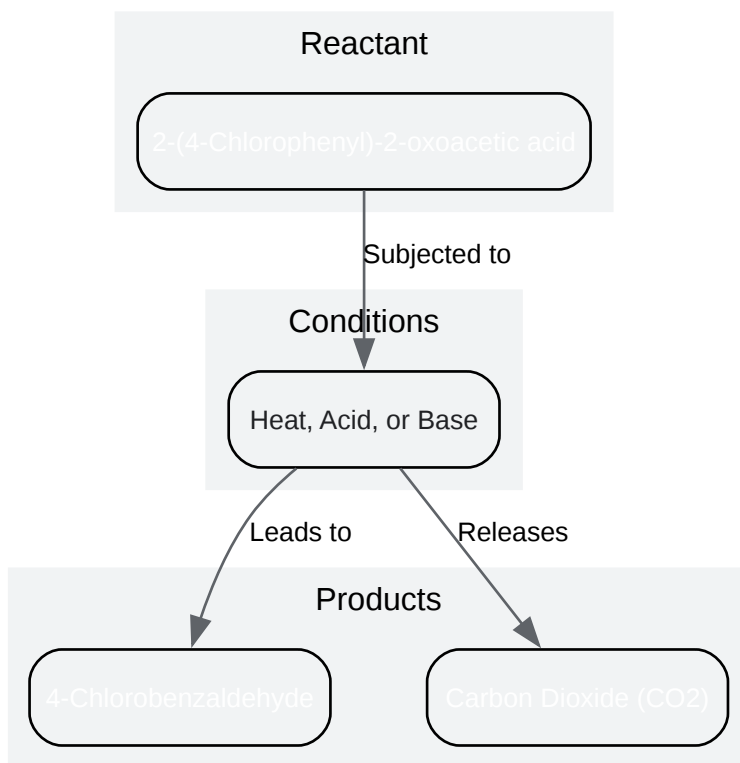 Reactant
2-(4-Chlorophenyl)-2-oxoacetic acid
Subjected to
Conditions
Heat, Acid, or Base
Leads to
Releases
Products
4-Chlorobenzaldehyde
Carbon Dioxide (CO2)